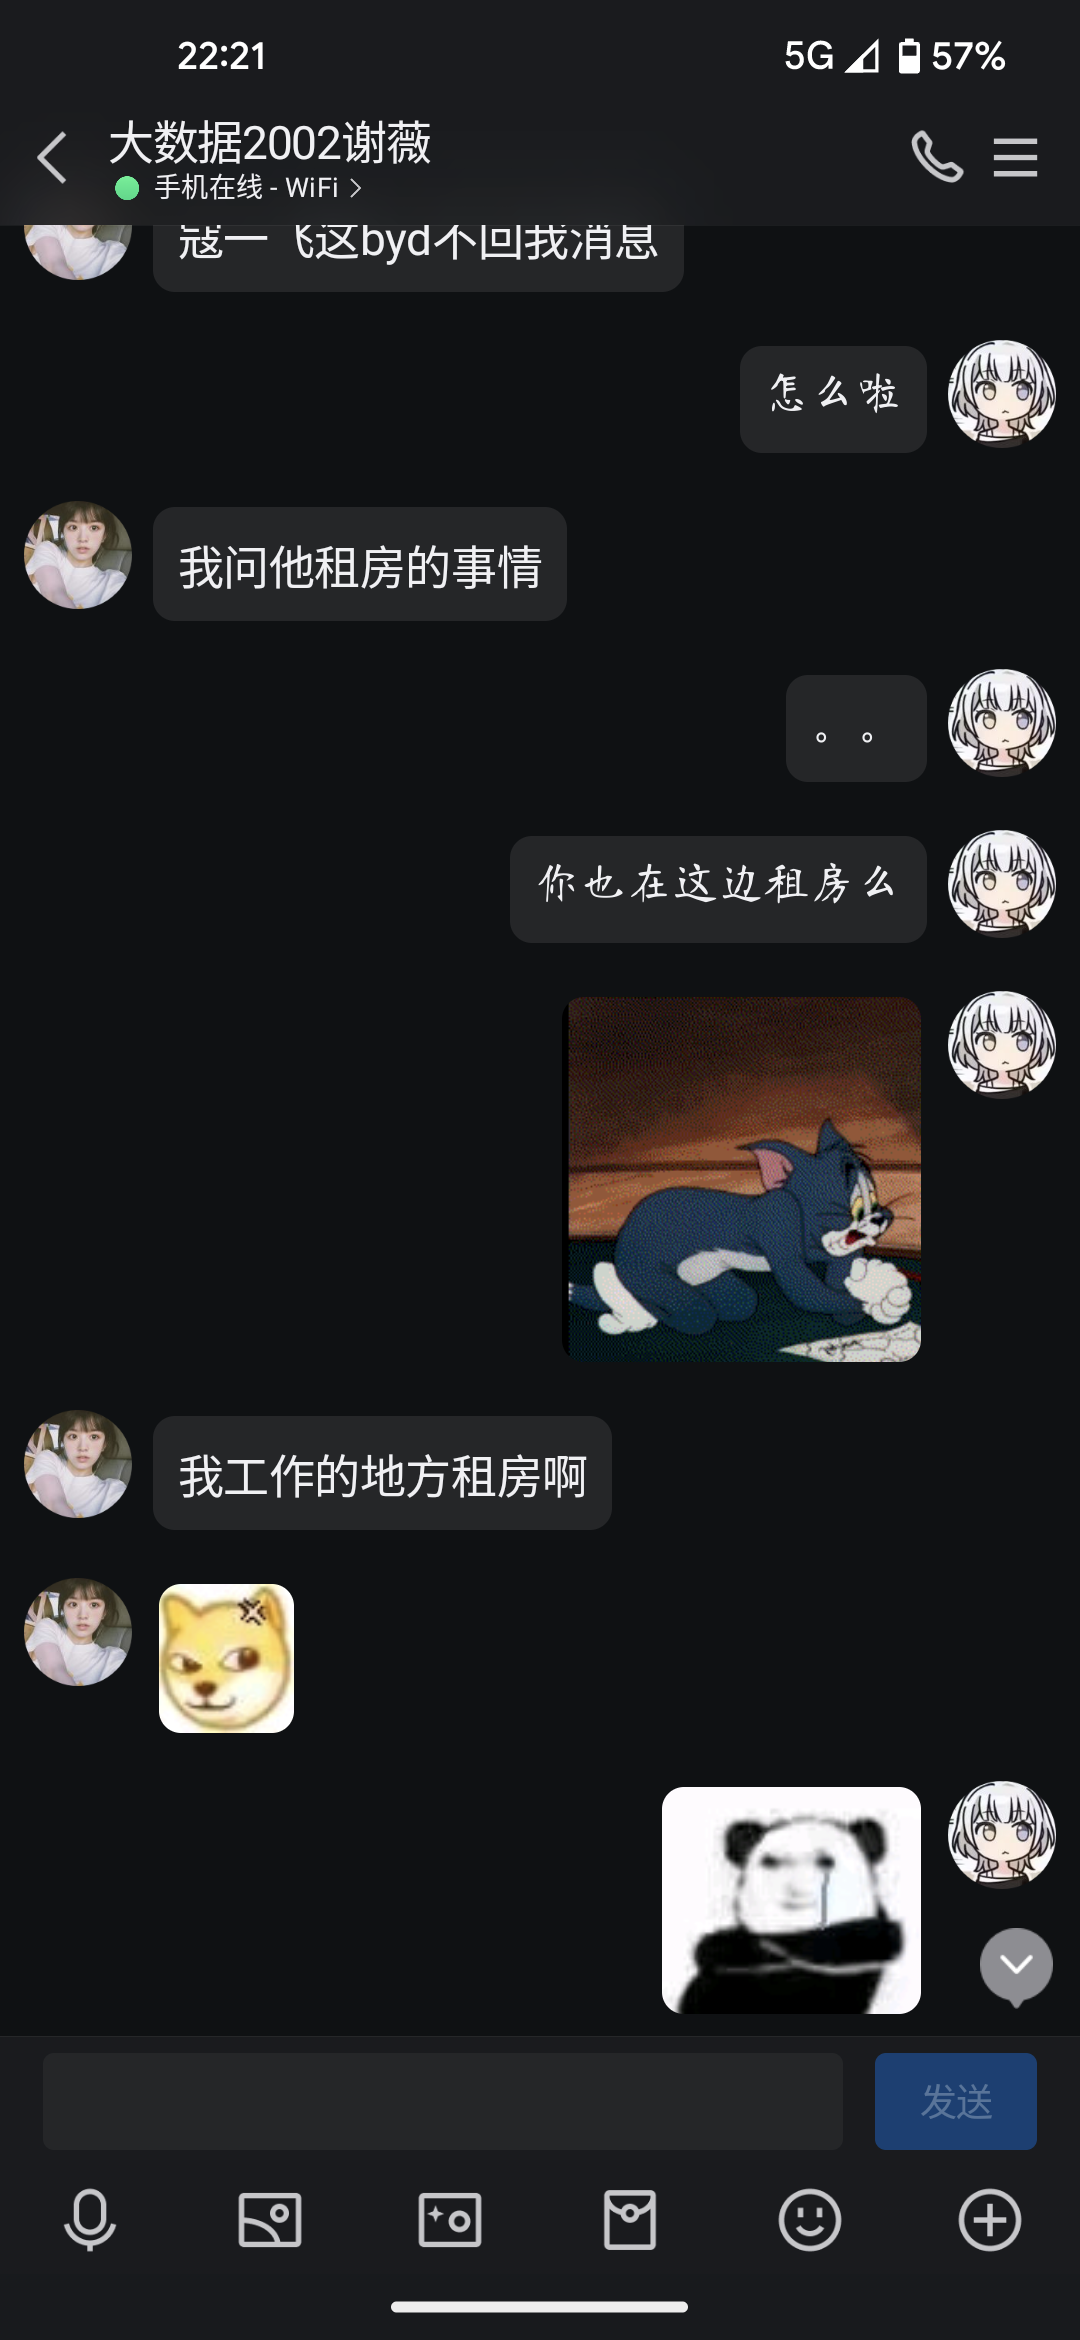 22:21
5G 57%
大数据2002谢薇
手机在线 - WiFi >
寇一飞这byd不回我消息
怎么啦
我问他租房的事情
。。
你也在这边租房么
我工作的地方租房啊
发送